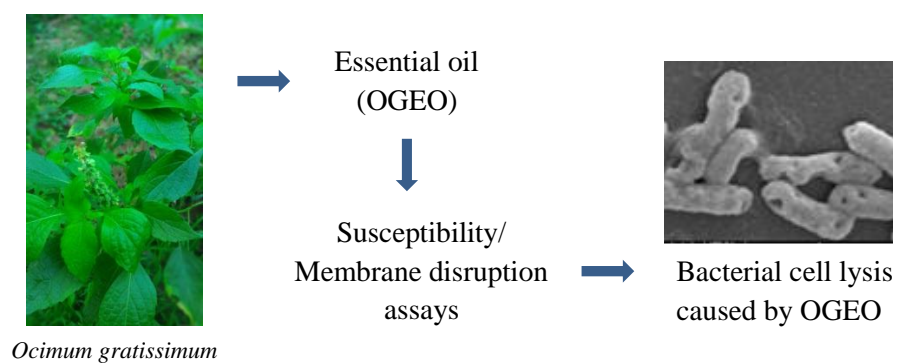 Essential oil
(OGEO)
Susceptibility/
Membrane disruption
assays
Bacterial cell lysis
caused by OGEO
Ocimum gratissimum